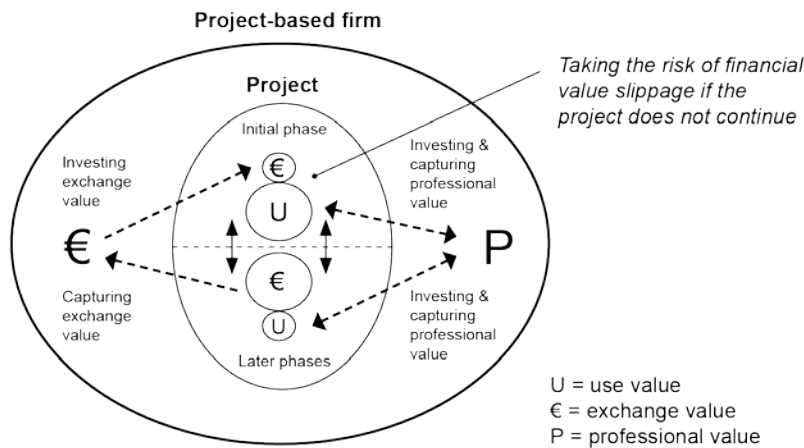 Project-based firm
Project
Taking the risk of financial
value slippage if the
project does not continue
Initial phase
Investing
exchange
value
€
U
Investing &
capturing
professional
value
€
P
Capturing
exchange
value
€
U
Investing &
capturing
professional
value
Later phases
U = use value
€ = exchange value
P = professional value